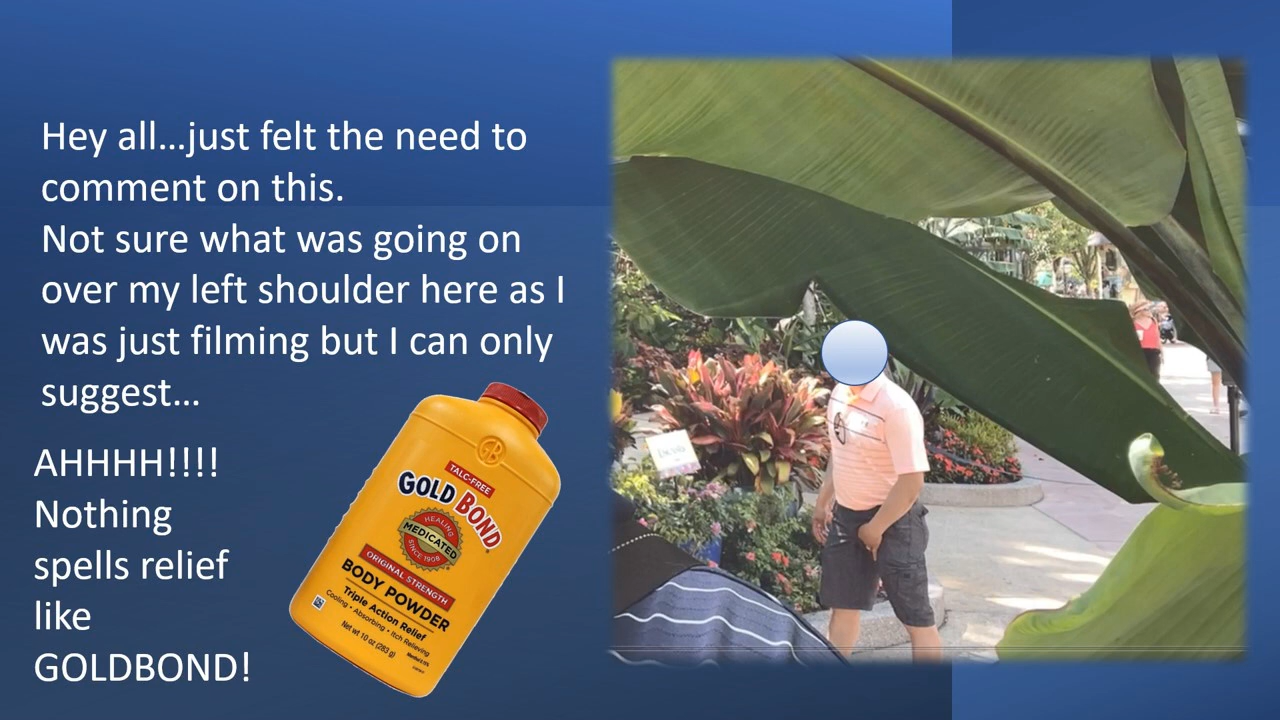 Hey all...just felt the need to
comment on this.
Not sure what was going on
over my left shoulder here as I
was just filming but I can only
suggest...
AHHHH!!!!
Nothing
spells relief
like
GOLDBOND!
TALC-FREE
GOLD BOND
HEALING
MEDICATED
SINCE 1908
ORIGINAL STRENGTH
BODY POWDER
Triple Action Relief
Cooling • Absorbing • Itch Relieving
Net wt 10 oz (283 g)